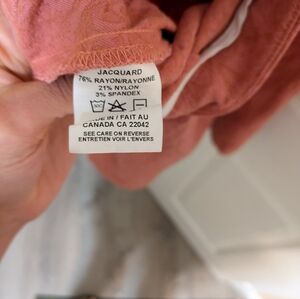 JACQUARD
76% RAYON/RAYONNE
21% NYLON
3% SPANDEX
IN / FAIT AU
CANADA CA 22042
SEE CARE ON REVERSE
ENTRETIEN VOIR L'ENVERS